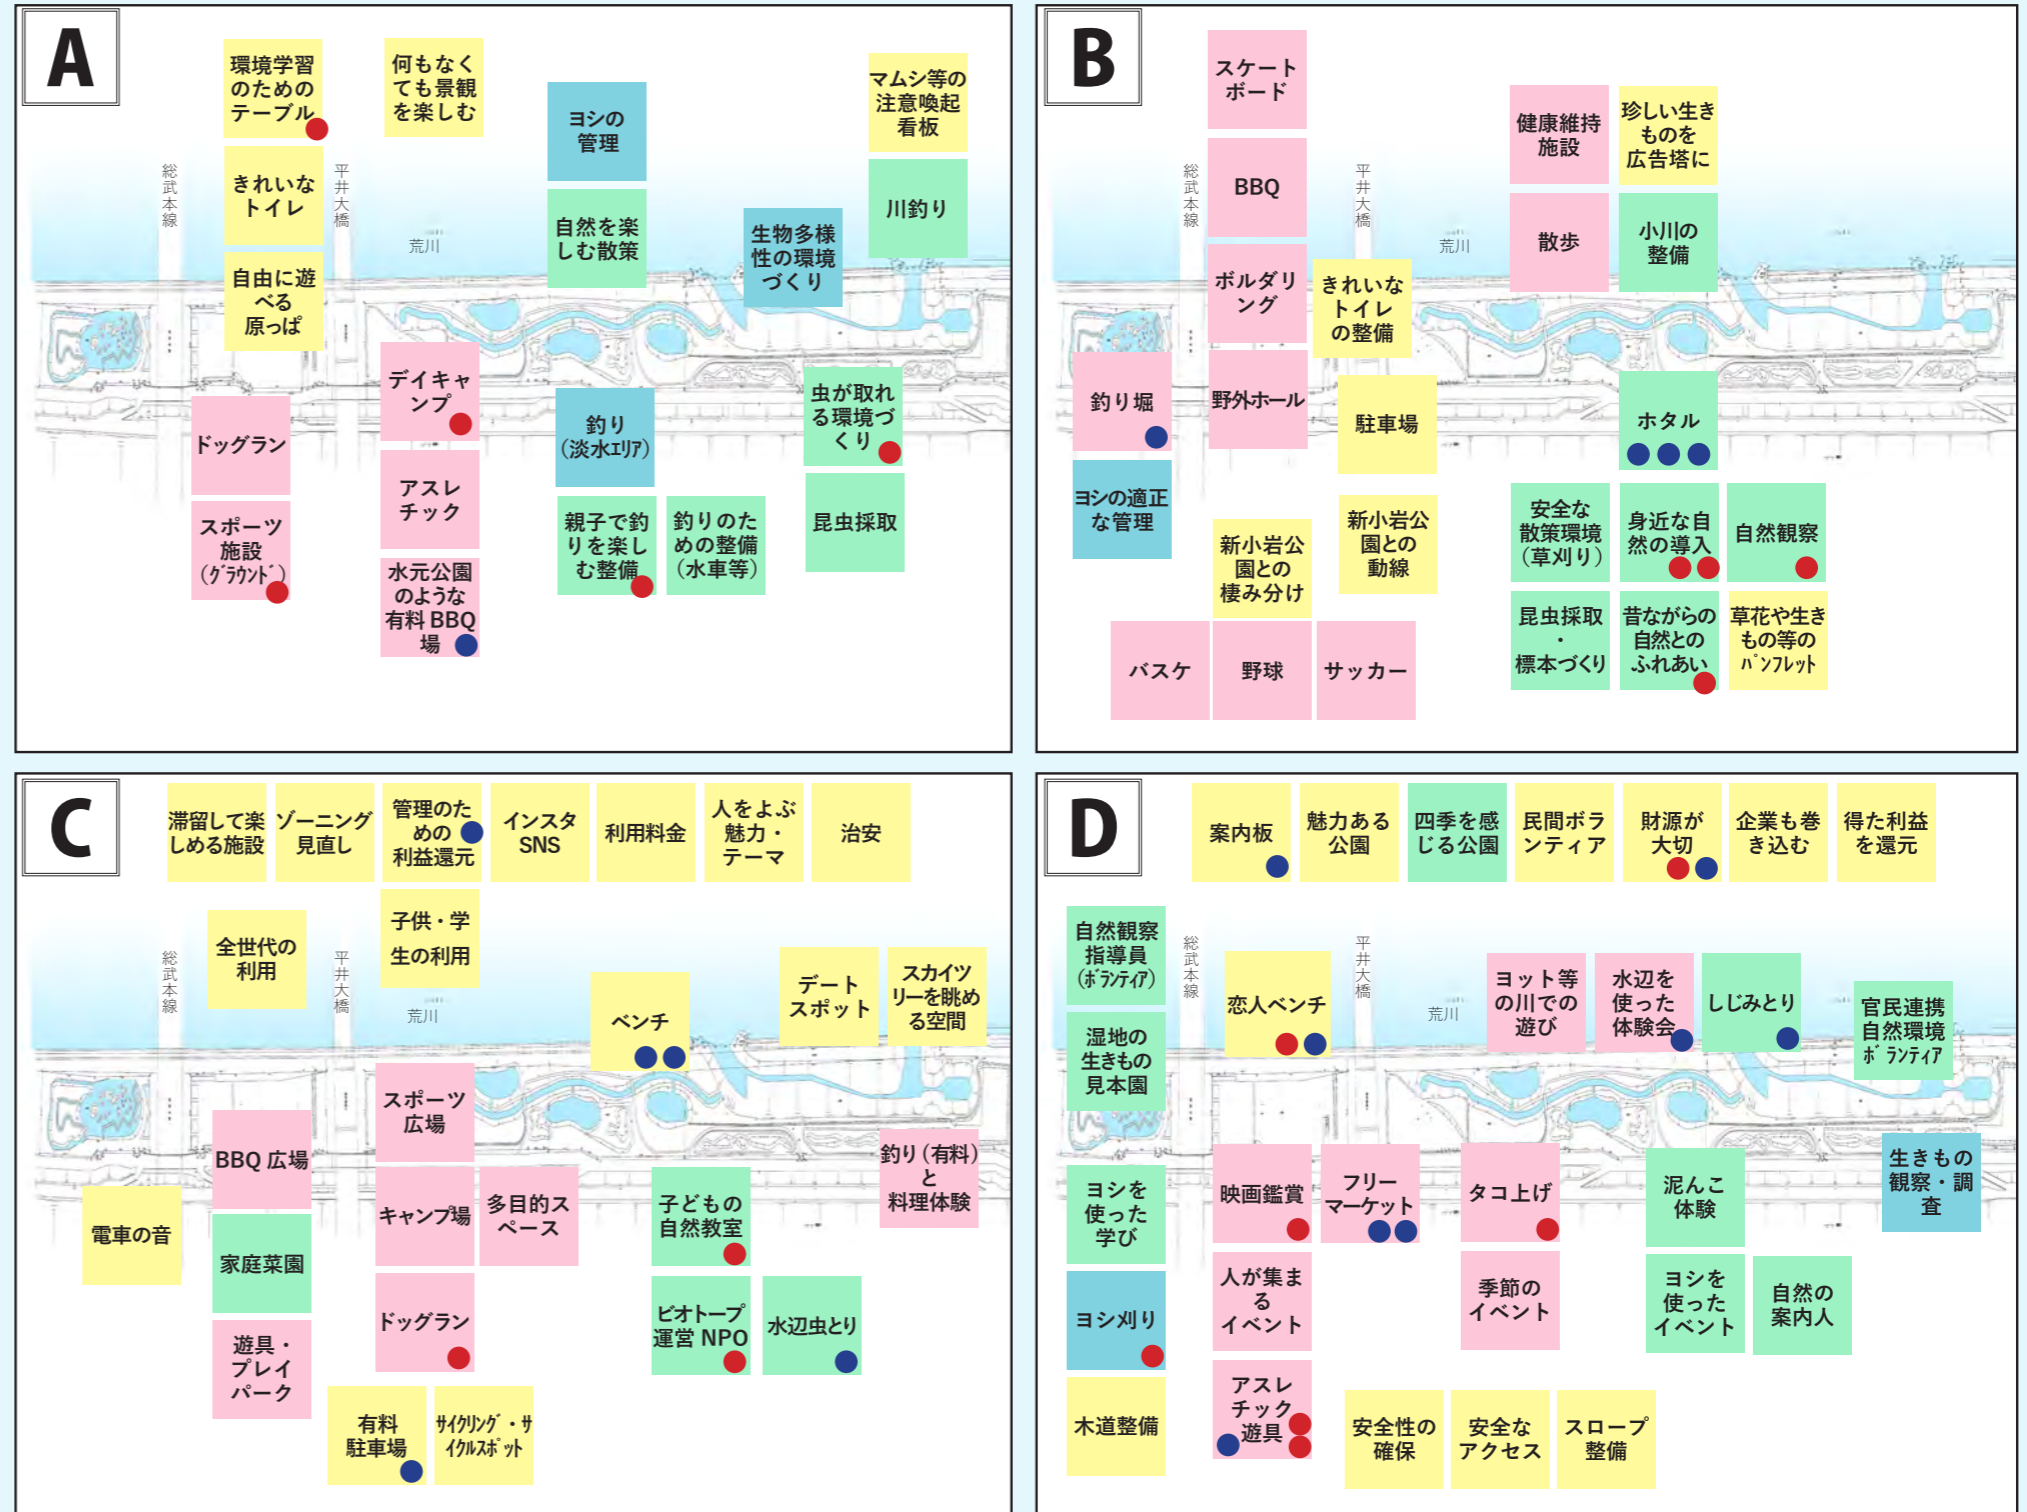 A
環境学習
のための
テーブル
何もなく
ても景観
を楽しむ
ヨシの
管理
マムシ等の
注意喚起
看板
総武本線
平井大橋
荒川
きれいな
トイレ
自然を楽
しむ散策
生物多様
性の環境
づくり
川釣り
自由に遊
べる
原っぱ
デイキャ
ンプ
ドッグラン
釣り
(淡水ｴﾘｱ)
虫が取れ
る環境づ
くり
アスレ
チック
スポーツ
施設
(ｸﾞﾗｳﾝﾄﾞ)
親子で釣
りを楽し
む整備
釣りのた
めの整備
(水車等)
昆虫採取
水元公園
のような
有料 BBQ
場
B
スケート
ボード
健康維持
施設
珍しい生き
ものを
広告塔に
総武本線
BBQ
平井大橋
荒川
散歩
小川の
整備
ボルダリ
ング
きれいな
トイレ
の整備
釣り堀
野外ホール
駐車場
ホタル
ヨシの適正
な管理
新小岩公
園との
棲み分け
新小岩公
園との
動線
安全な
散策環境
(草刈り)
身近な自
然の導入
自然観察
昆虫採取
・
標本づくり
昔ながらの
自然との
ふれあい
草花や生き
もの等の
ﾊﾟﾝﾌﾚｯﾄ
バスケ
野球
サッカー
C
滞留して楽
しめる施設
ゾーニング
見直し
管理のた
めの
利益還元
インスタ
SNS
利用料金
人をよぶ
魅力・
テーマ
治安
総武本線
全世代の
利用
平井大橋
子供・学
生の利用
荒川
ベンチ
デート
スポット
スカイツ
リーを眺め
る空間
スポーツ
広場
BBQ 広場
釣り(有料)
と
料理体験
電車の音
家庭菜園
キャンプ場
多目的ス
ペース
子どもの
自然教室
遊具・
プレイ
パーク
ドッグラン
ビオトープ
運営 NPO
水辺虫とり
有料
駐車場
ｻｲｸﾘﾝｸﾞ・ｻ
ｲｸﾙｽﾎﾟｯﾄ
D
案内板
魅力ある
公園
四季を感
じる公園
民間ボラ
ンティア
財源が
大切
企業も巻
き込む
得た利益
を還元
自然観察
指導員
(ﾎﾞﾗﾝﾃｨｱ)
総武本線
恋人ベンチ
平井大橋
荒川
ヨット等
の川での
遊び
水辺を
使った
体験会
しじみとり
官民連携
自然環境
ﾎﾞﾗﾝﾃｨｱ
湿地の
生きもの
見本園
ヨシを
使った
学び
映画鑑賞
フリー
マーケット
タコ上げ
泥んこ
体験
生きもの
観察・調
査
ヨシ刈り
人が集ま
る
イベント
季節の
イベント
ヨシを
使った
イベント
自然の
案内人
木道整備
アスレ
チック
遊具
安全性の
確保
安全な
アクセス
スロープ
整備